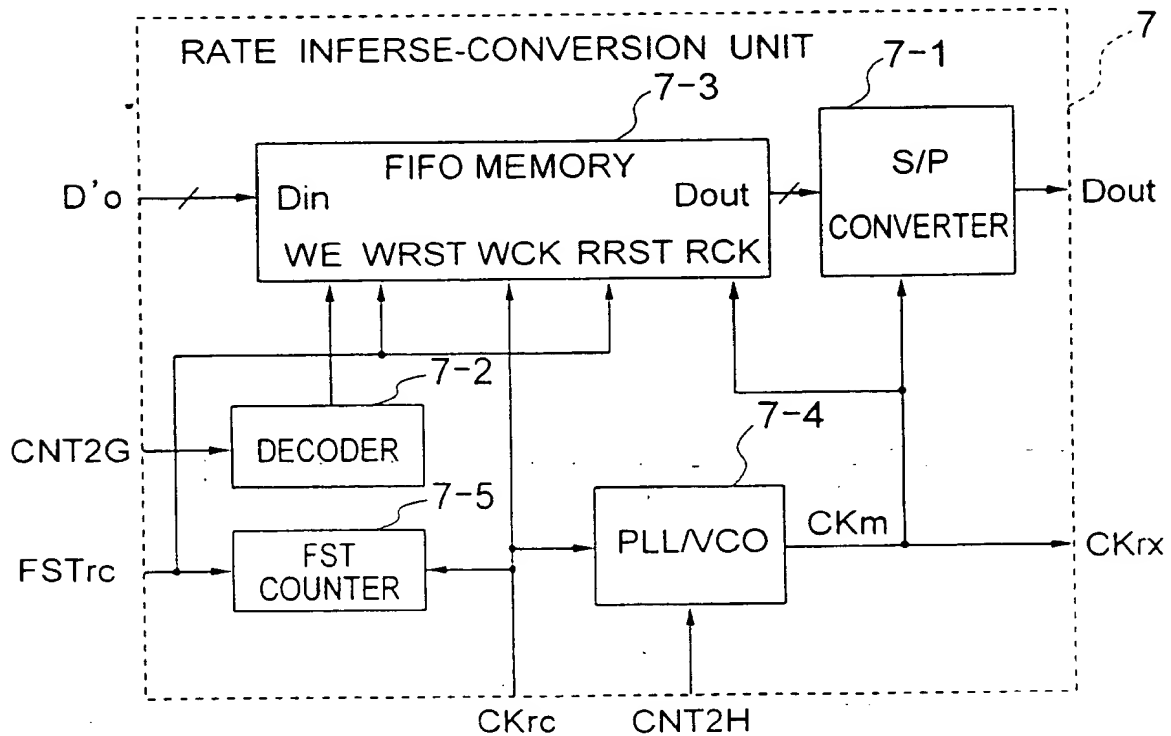 RATE INFERSE-CONVERSION UNIT
7
7-3
7-1
FIFO MEMORY
S/P
CONVERTER
D'o
Din
Dout
Dout
WE WRST WCK RRST RCK
7-2
7-4
CNT2G
DECODER
7-5
PLL/VCO
CKm
CKrx
FSTrc
FST
COUNTER
CKrc
CNT2H